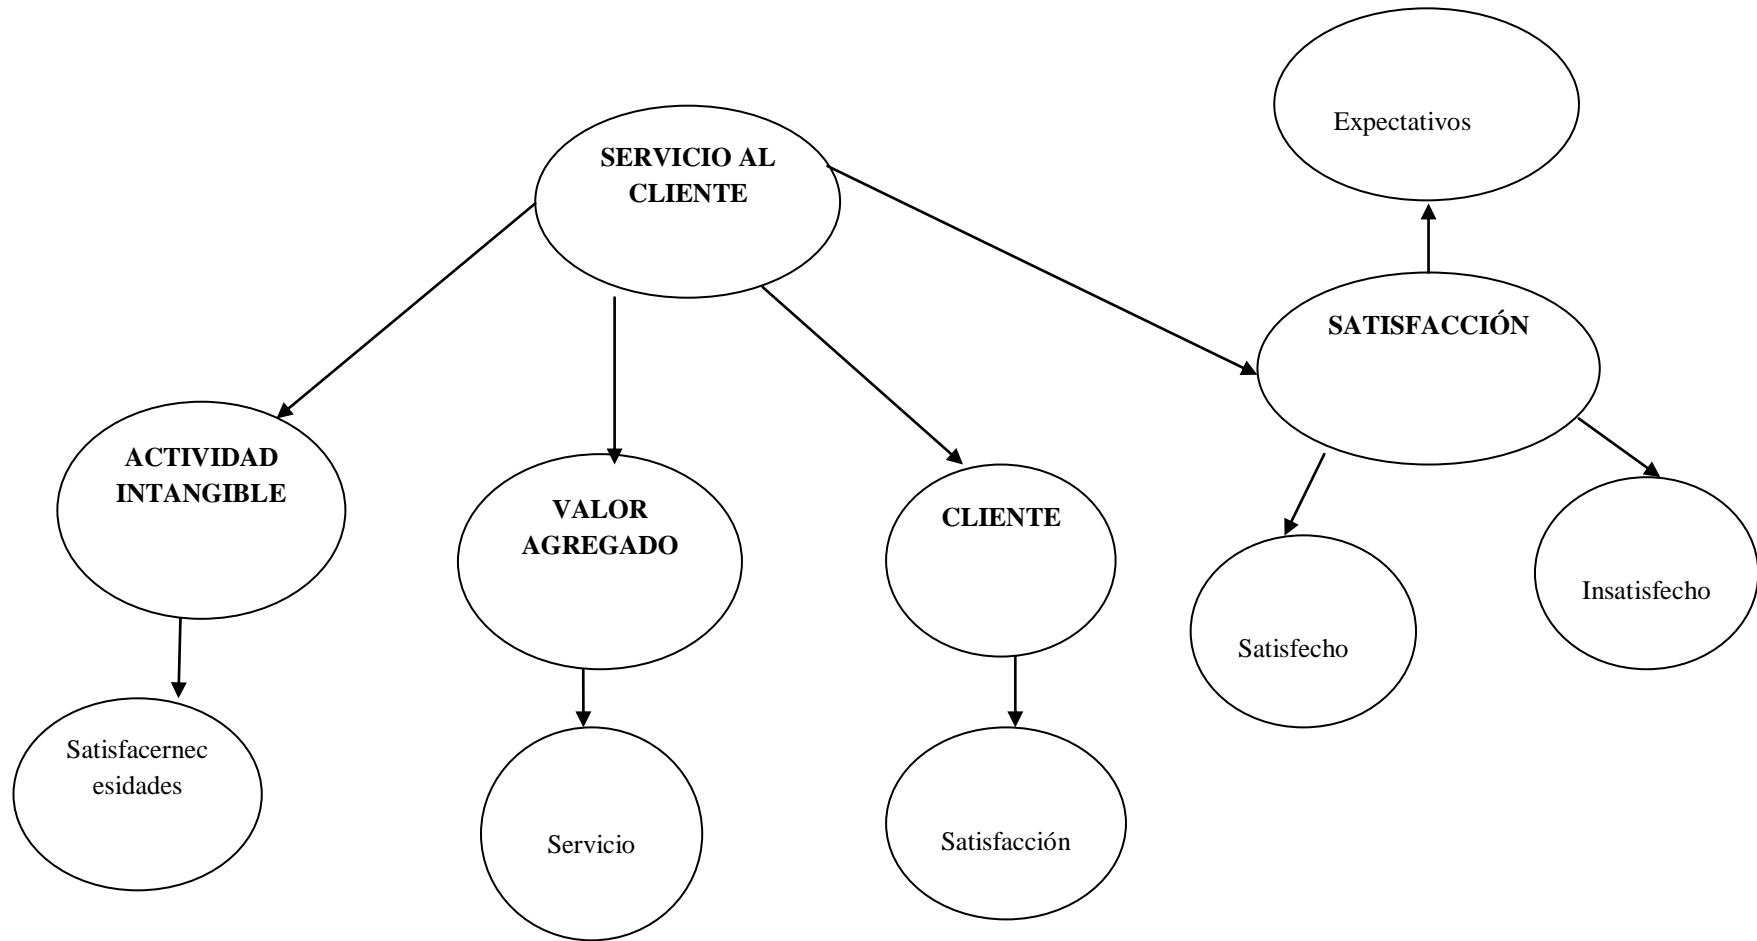 SERVICIO AL
CLIENTE
Expectativos
SATISFACCIÓN
ACTIVIDAD
INTANGIBLE
VALOR
AGREGADO
CLIENTE
Satisfecho
Insatisfecho
Satisfacernec
esidades
Servicio
Satisfacción